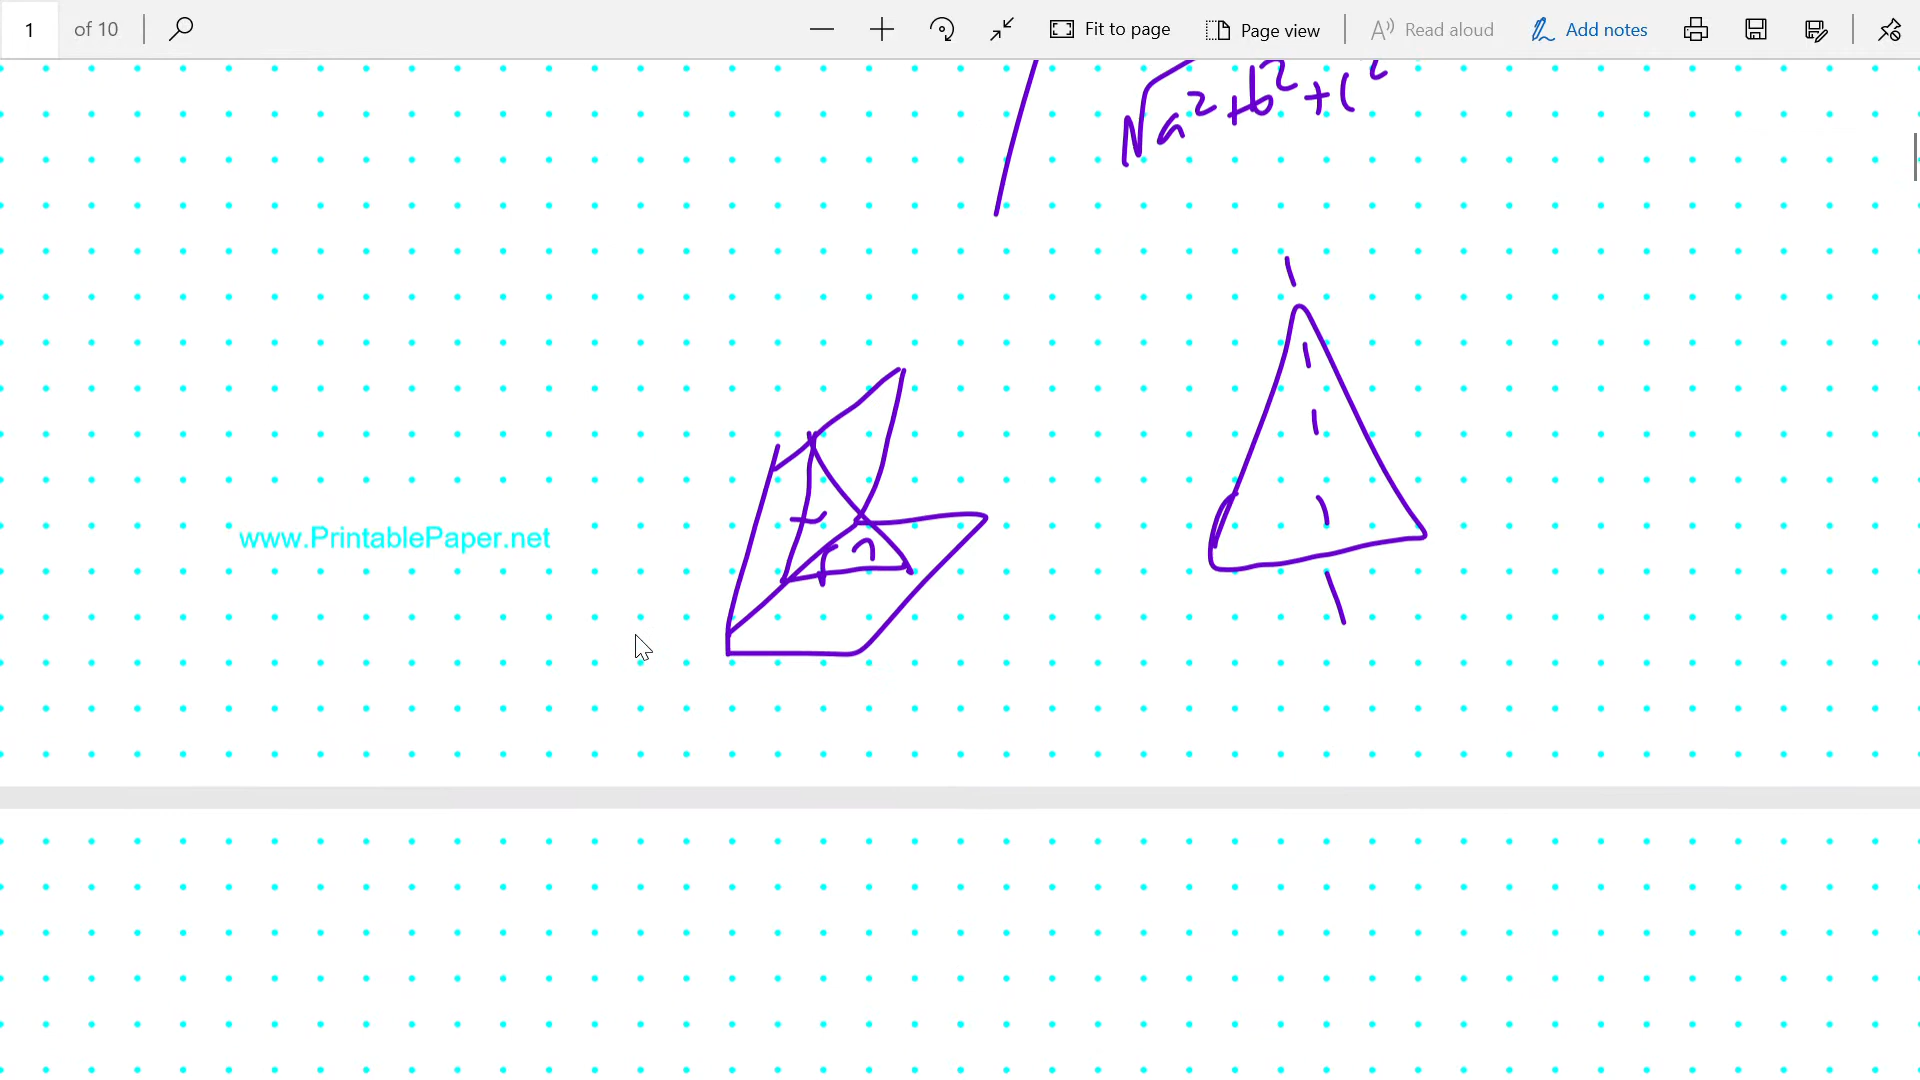 1 of 10 Fit to page Page view Read aloud Add notes
√a²+b²+c²
www.PrintablePaper.net